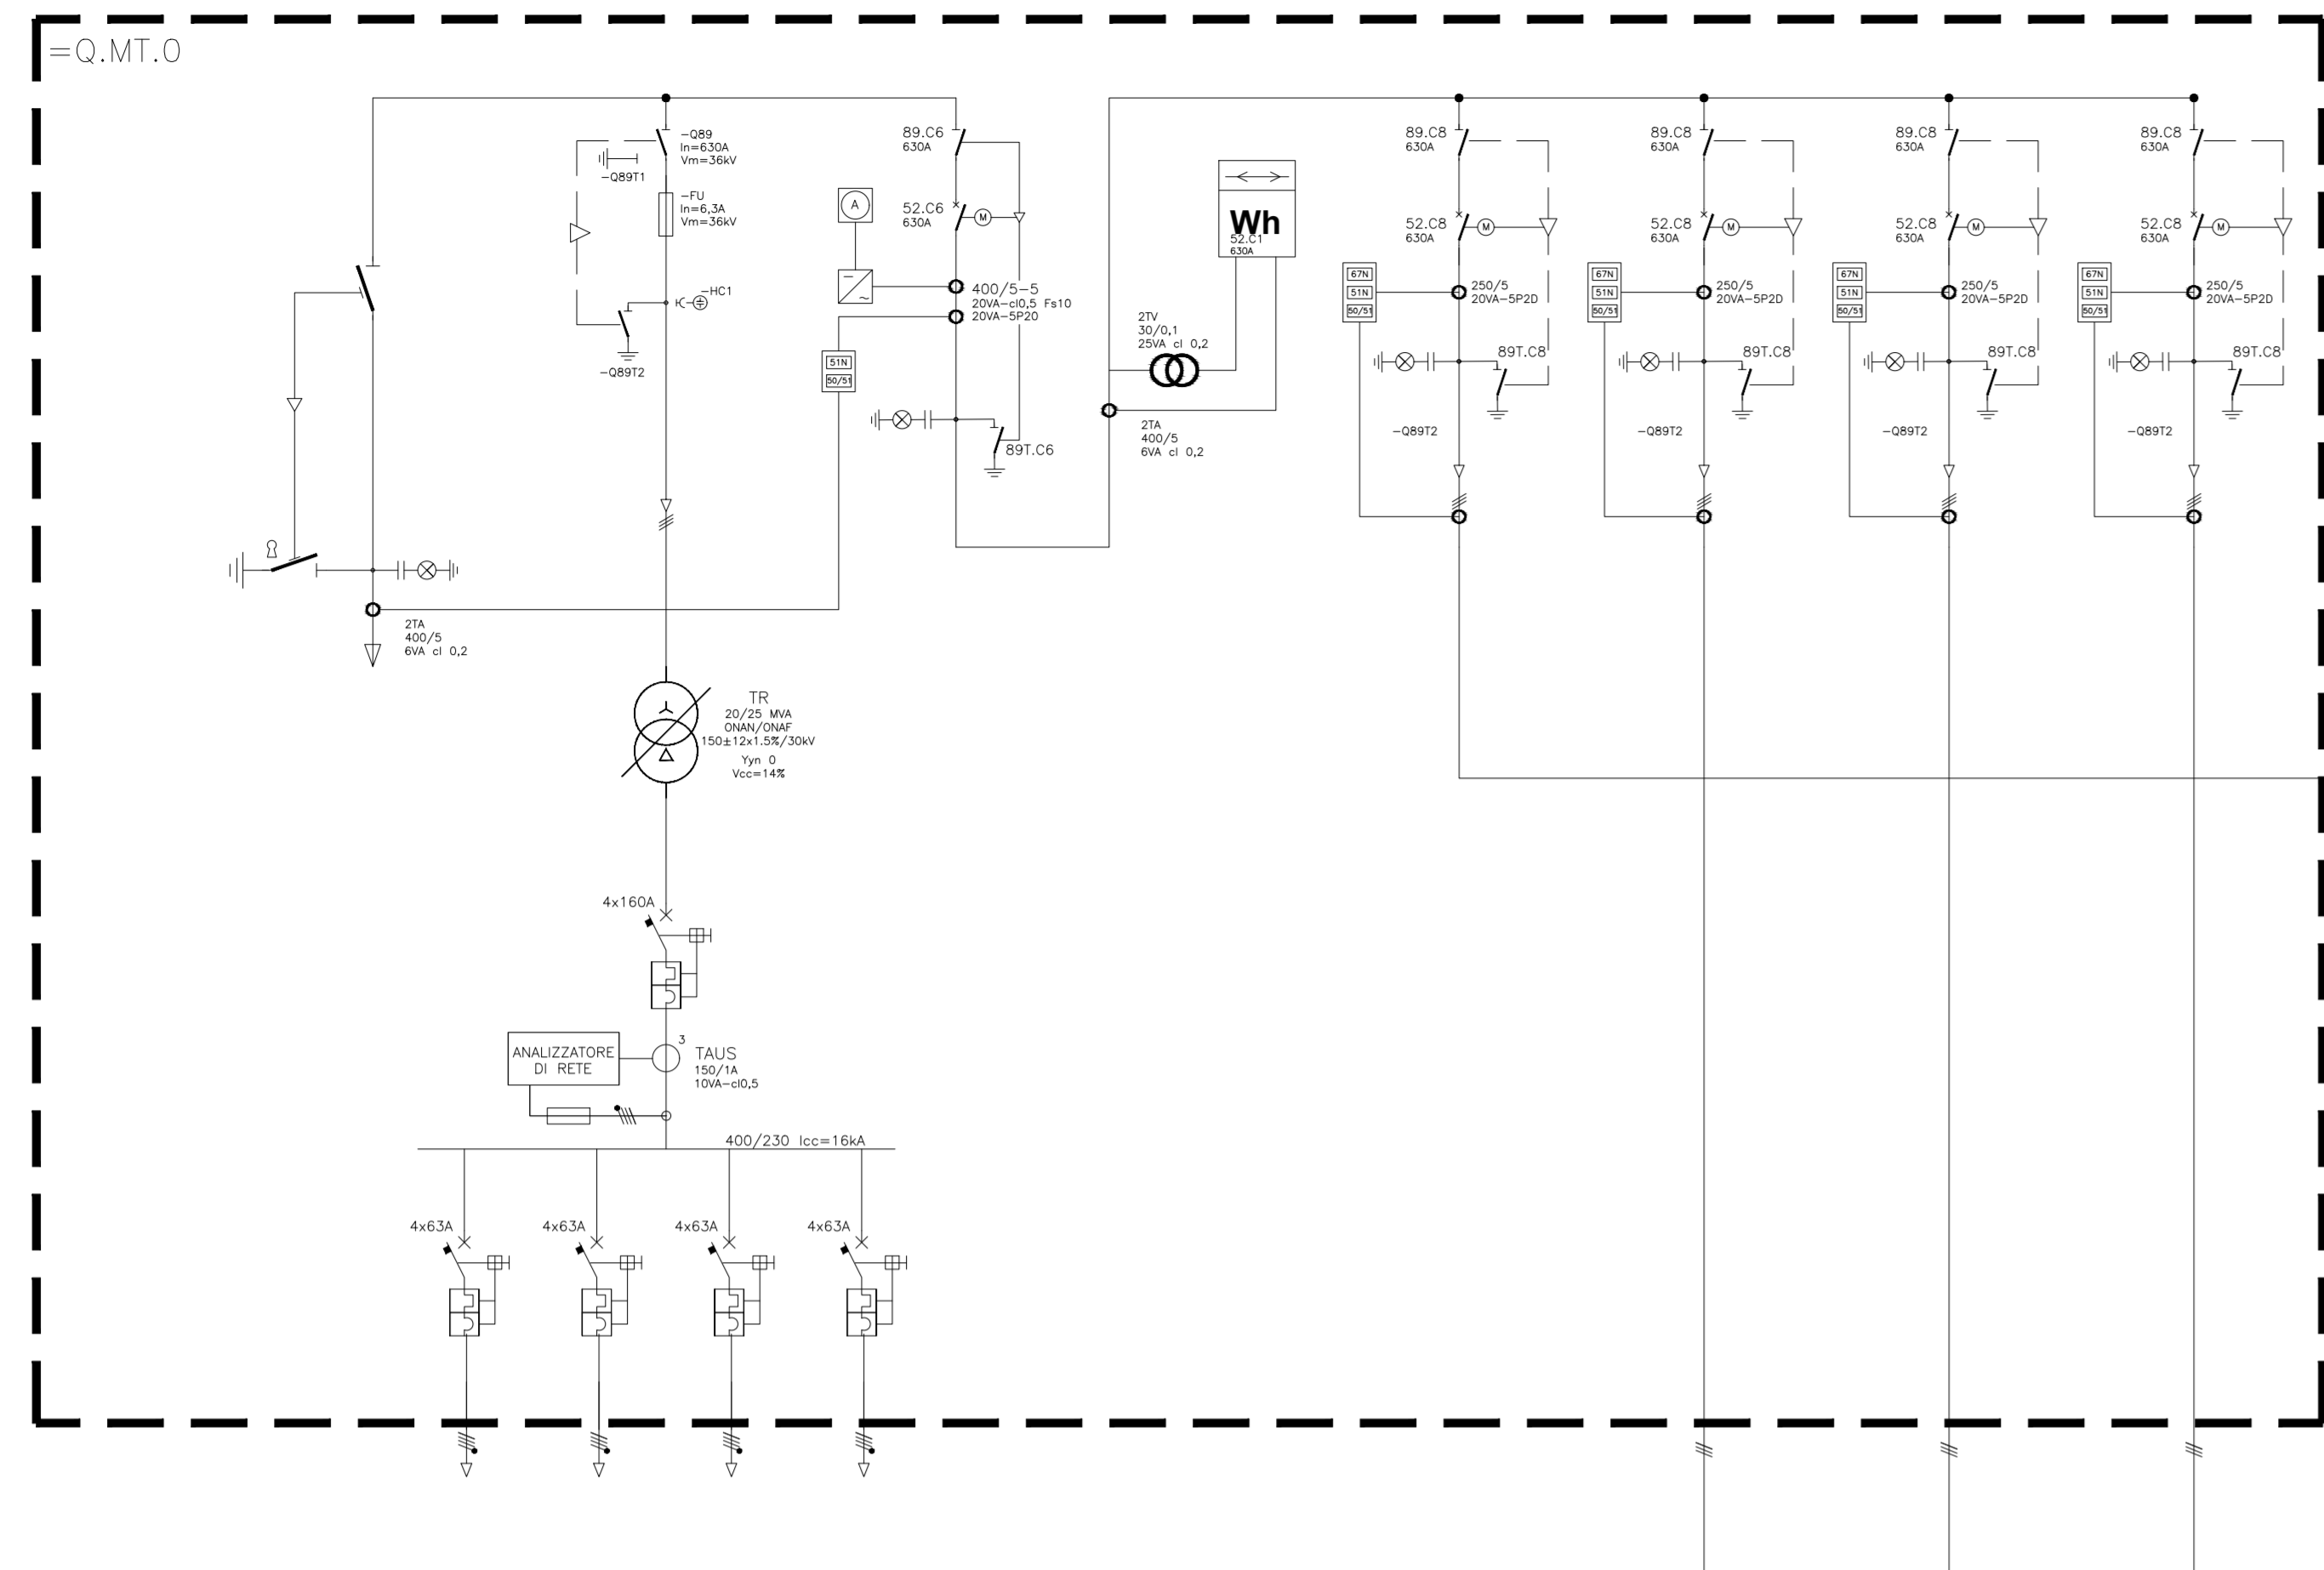 =Q.MT.0
-Q89
In=630A
Vm=36kV
-Q89T1
-FU
In=6,3A
Vm=36kV
-HC1
-Q89T2
A
89.C6
630A
52.C6
630A
M
400/5-5
20VA-cl0,5 Fs10
20VA-5P20
51N
50/51
89T.C6
2TV
30/0,1
25VA cl 0,2
2TA
400/5
6VA cl 0,2
Wh
52.C1
630A
89.C8
630A
52.C8
630A
M
67N
51N
50/51
250/5
20VA-5P2D
89T.C8
-Q89T2
89.C8
630A
52.C8
630A
M
67N
51N
50/51
250/5
20VA-5P2D
89T.C8
-Q89T2
89.C8
630A
52.C8
630A
M
67N
51N
50/51
250/5
20VA-5P2D
89T.C8
-Q89T2
89.C8
630A
52.C8
630A
M
67N
51N
50/51
250/5
20VA-5P2D
89T.C8
-Q89T2
2TA
400/5
6VA cl 0,2
TR
20/25 MVA
ONAN/ONAF
150±12x1.5%/30kV
Yyn 0
Vcc=14%
4x160A
ANALIZZATORE
DI RETE
3
TAUS
150/1A
10VA-cl0,5
400/230 Icc=16kA
4x63A
4x63A
4x63A
4x63A